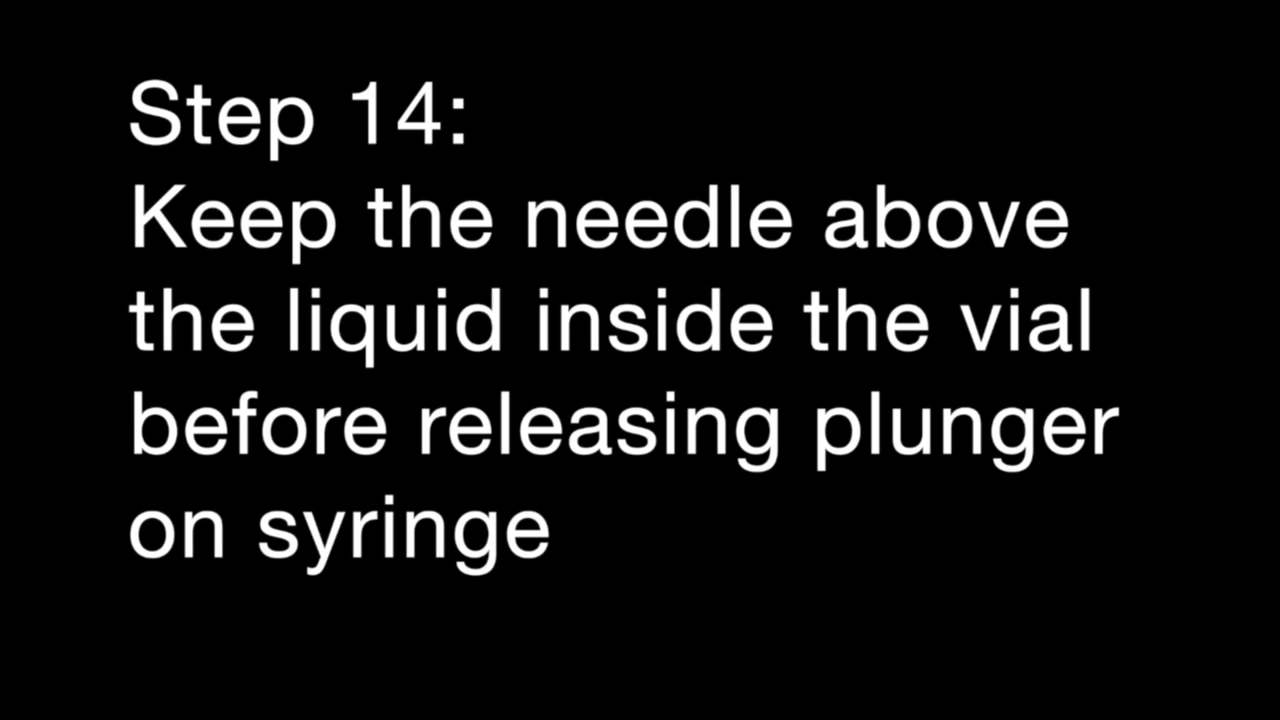 Step 14:
Keep the needle above
the liquid inside the vial
before releasing plunger
on syringe